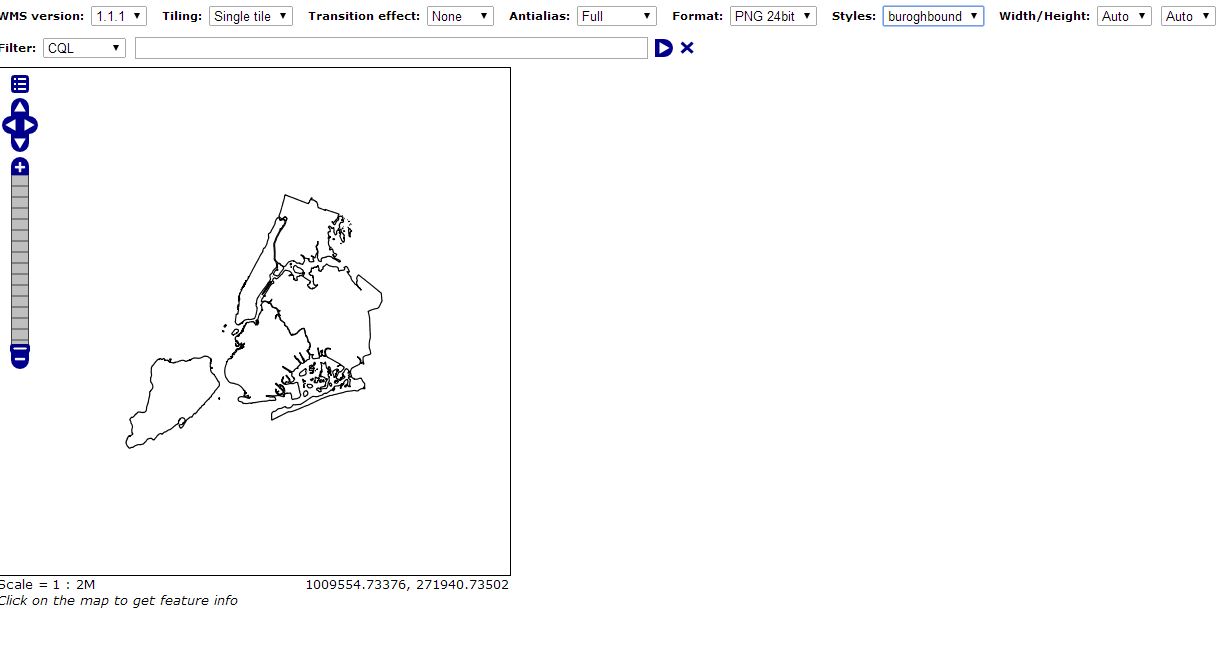 WMS version: 1.1.1 Tiling: Single tile Transition effect: None Antialias: Full Format: PNG 24bit Styles: buroghbound Width/Height: Auto Auto
Filter: CQL
Scale = 1 : 2M 1009554.73376, 271940.73502
Click on the map to get feature info